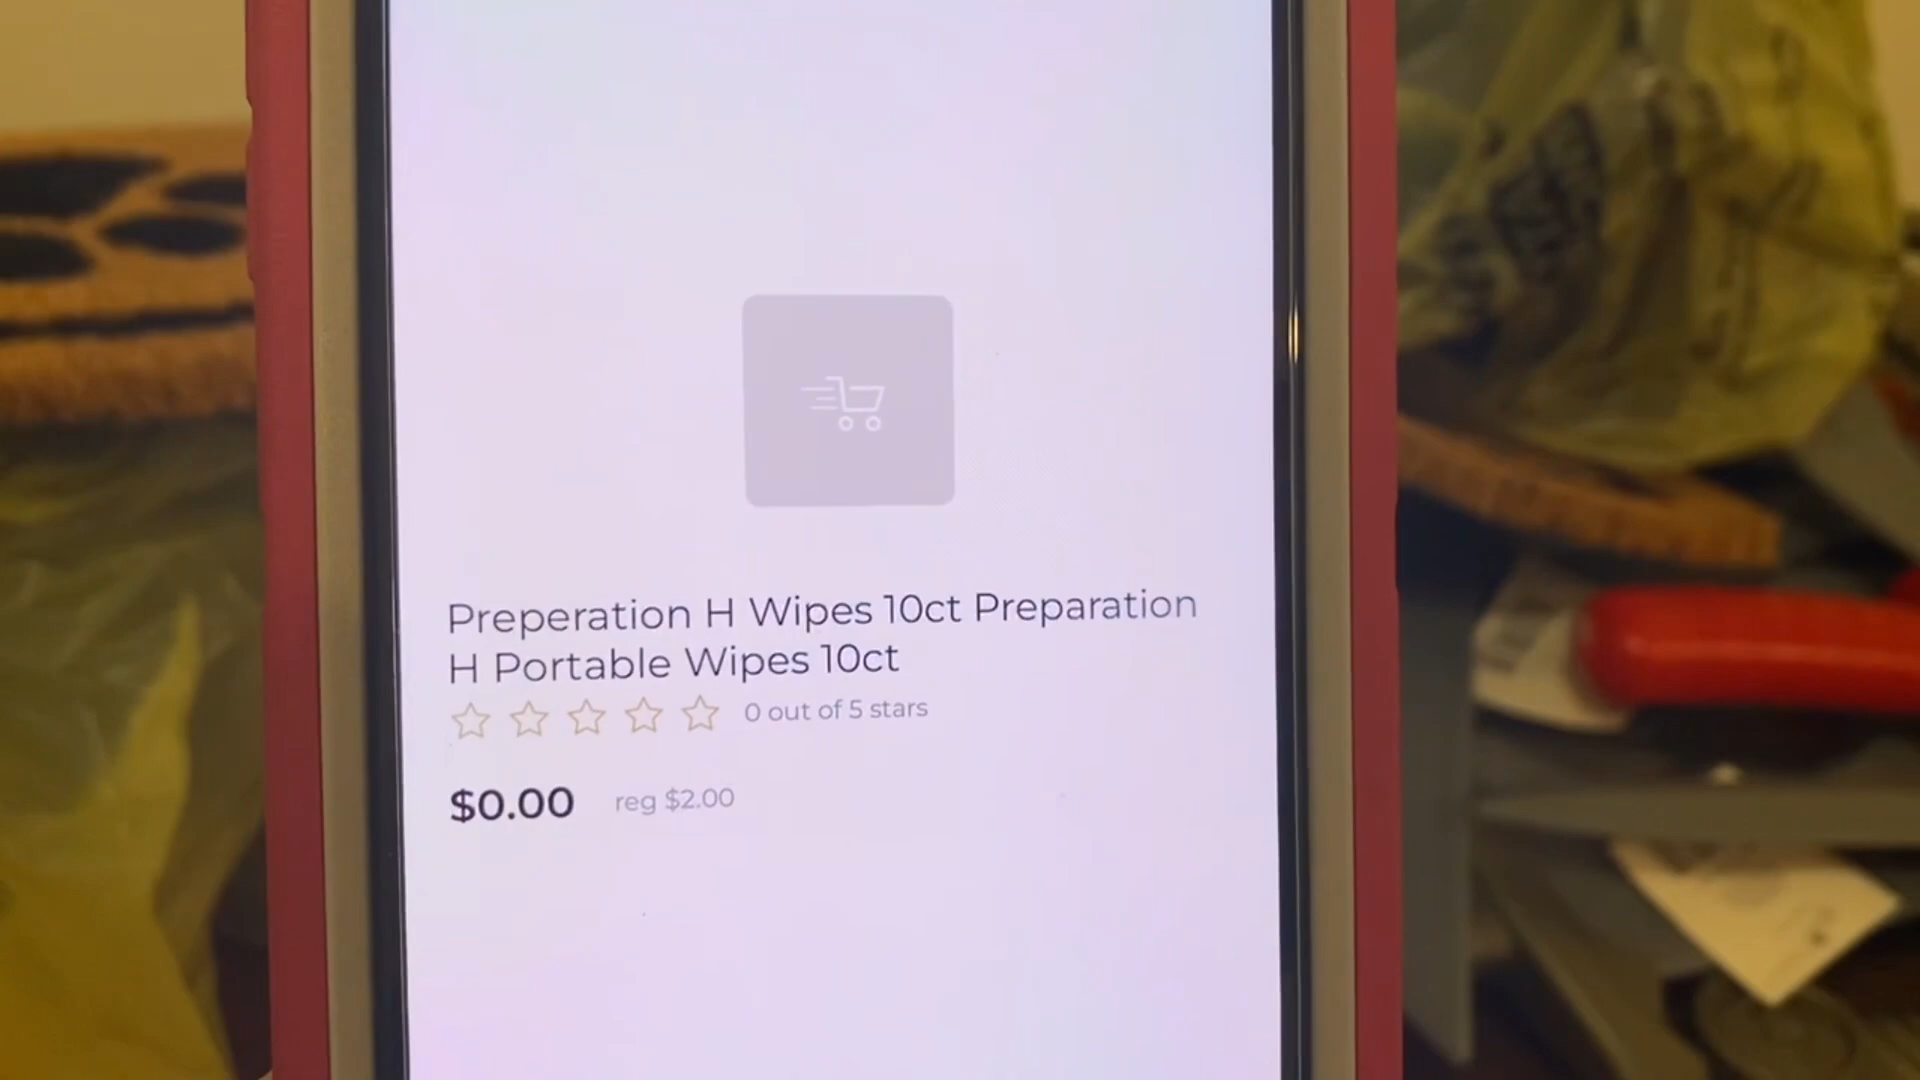 Preperation H Wipes 10ct Preparation
H Portable Wipes 10ct
0 out of 5 stars
$0.00 reg $2.00